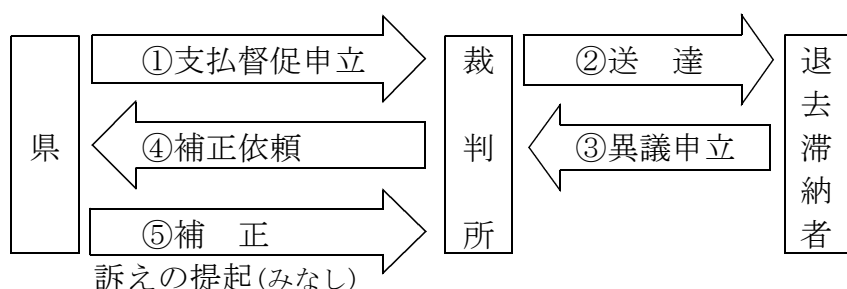 県
①支払督促申立
④補正依頼
⑤補　正
訴えの提起(みなし)
裁判所
②送　達
③異議申立
退去滞納者